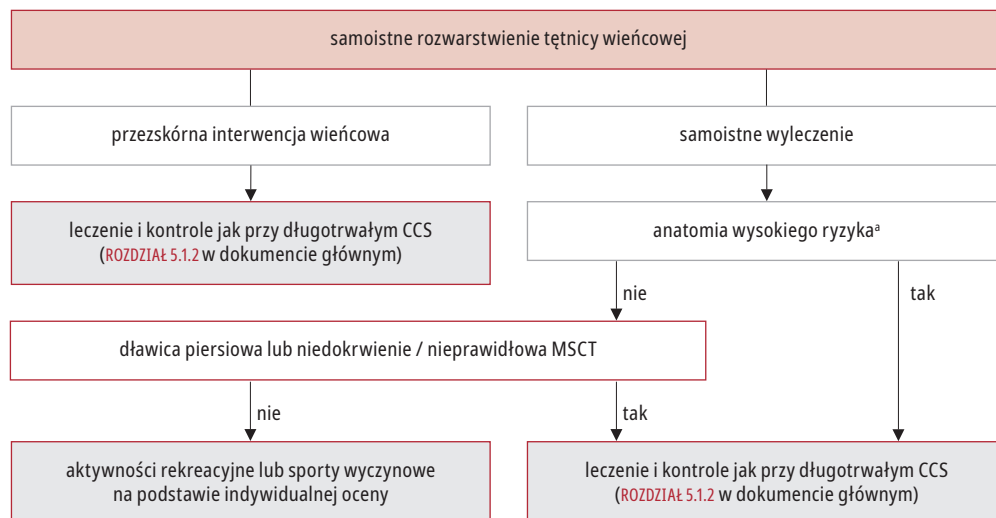 samoistne rozwarstwienie tętnicy wieńcowej
przezskórna interwencja wieńcowa
samoistne wyleczenie
leczenie i kontrole jak przy długotrwałym CCS
(ROZDZIAŁ 5.1.2 w dokumencie głównym)
anatomia wysokiego ryzykaᵃ
nie
tak
dławica piersiowa lub niedokrwienie / nieprawidłowa MSCT
nie
tak
aktywności rekreacyjne lub sporty wyczynowe
na podstawie indywidualnej oceny
leczenie i kontrole jak przy długotrwałym CCS
(ROZDZIAŁ 5.1.2 w dokumencie głównym)